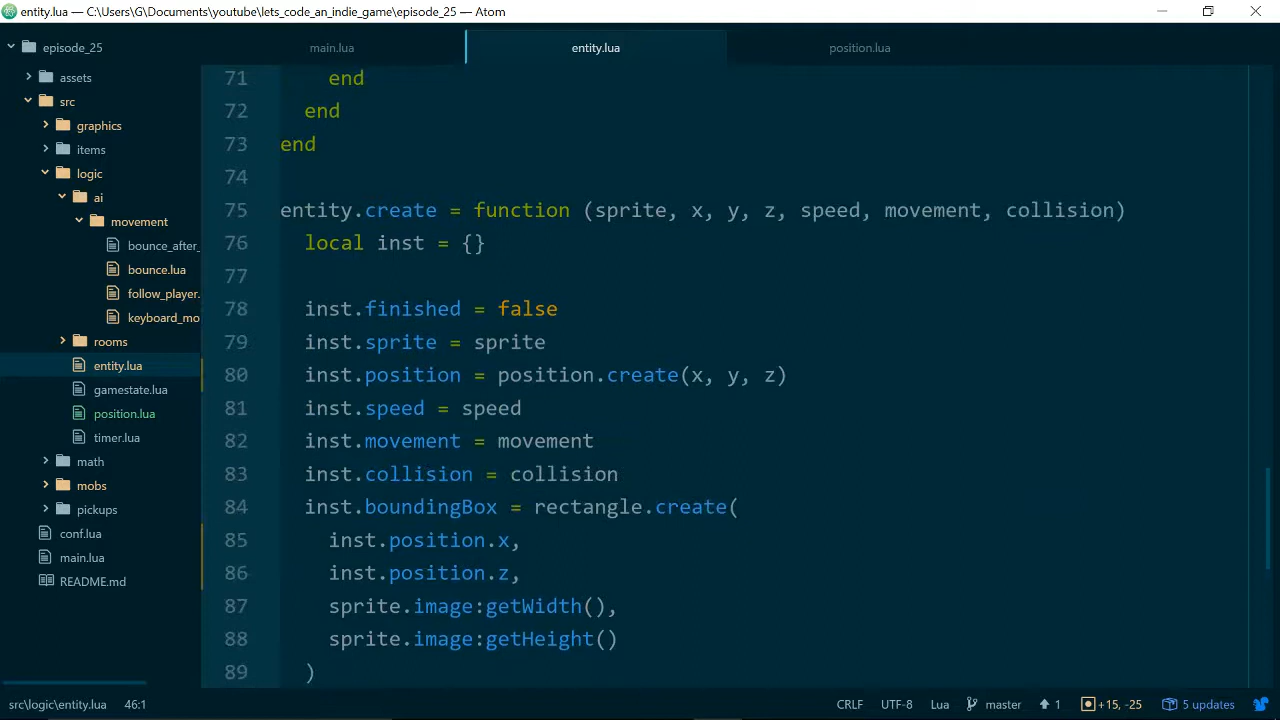 entity.lua — C:\Users\G\Documents\youtube\lets_code_an_indie_game\episode_25 — Atom
episode_25
main.lua
entity.lua
position.lua
assets
src
graphics
items
logic
ai
movement
bounce_after_
bounce.lua
follow_player.
keyboard_mo
rooms
entity.lua
gamestate.lua
position.lua
timer.lua
math
mobs
pickups
conf.lua
main.lua
README.md
71 end
72 end
73 end
74
75 entity.create = function (sprite, x, y, z, speed, movement, collision)
76 local inst = {}
77
78 inst.finished = false
79 inst.sprite = sprite
80 inst.position = position.create(x, y, z)
81 inst.speed = speed
82 inst.movement = movement
83 inst.collision = collision
84 inst.boundingBox = rectangle.create(
85 inst.position.x,
86 inst.position.z,
87 sprite.image:getWidth(),
88 sprite.image:getHeight()
89 )
src\logic\entity.lua 46:1 CRLF UTF-8 Lua master 1 +15, -25 5 updates